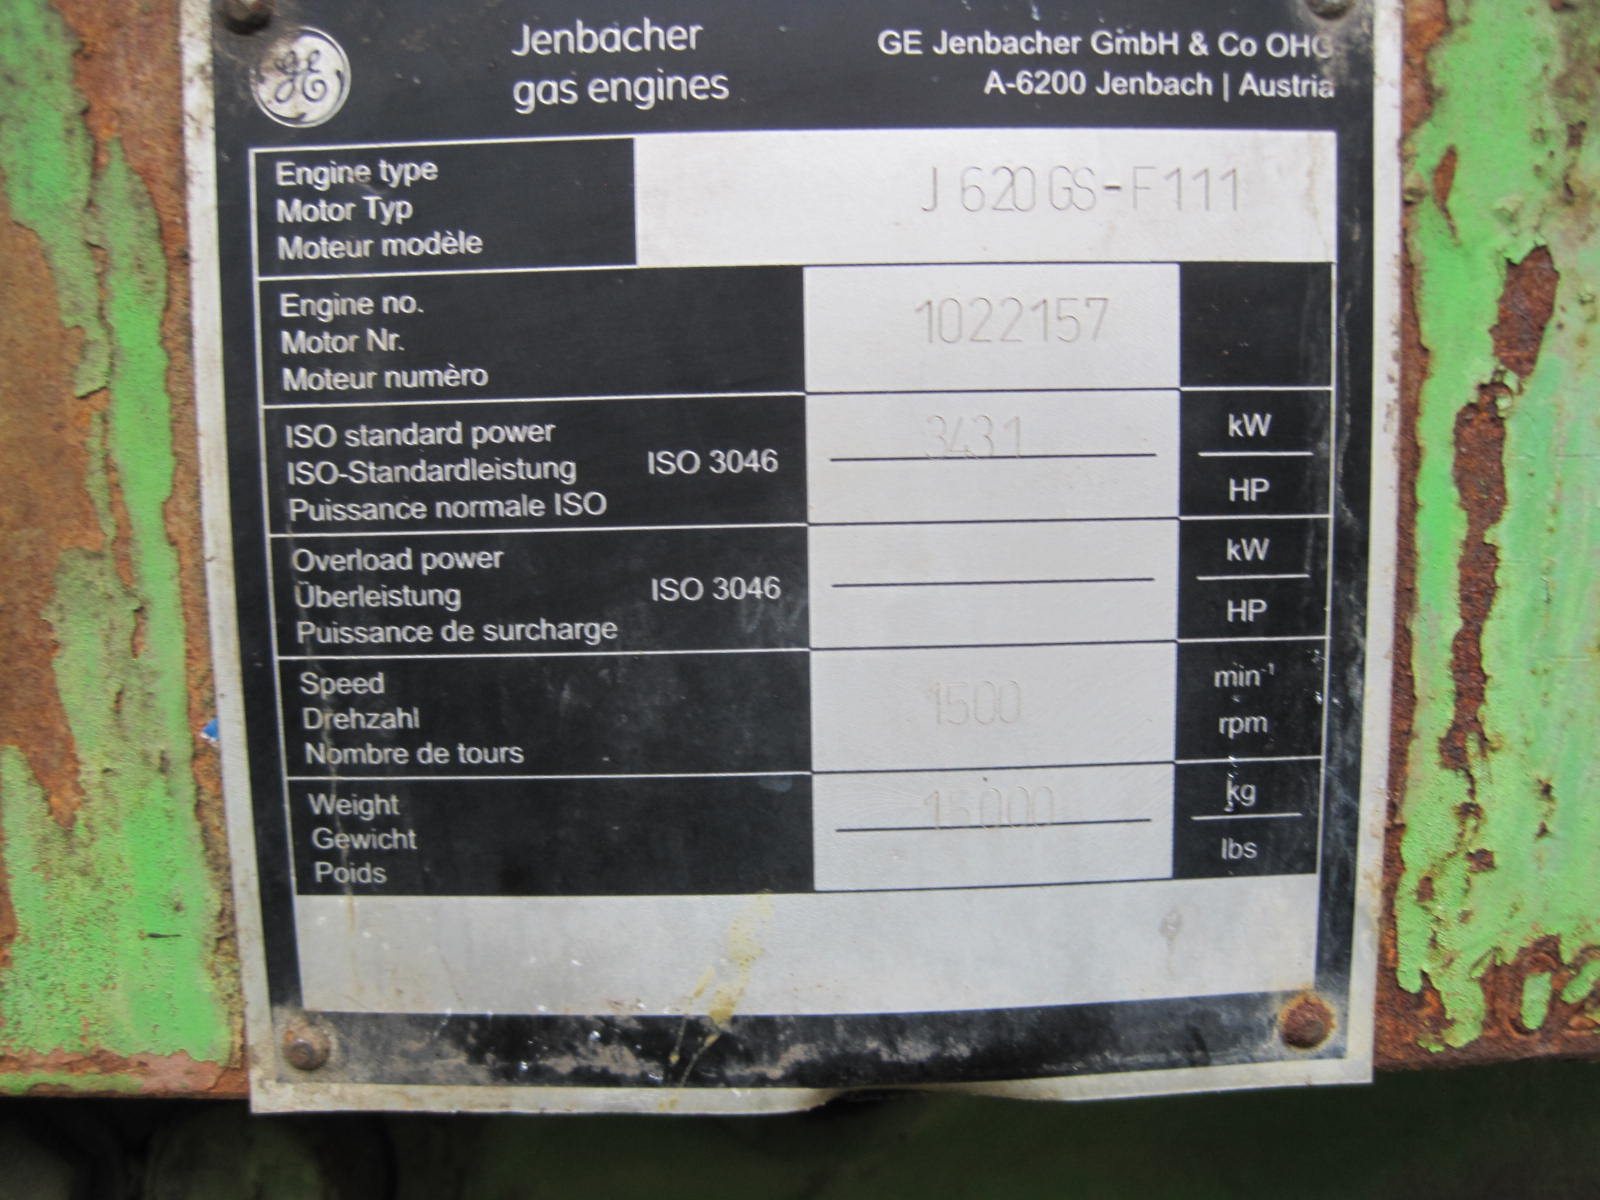 GE
Jenbacher
gas engines
GE Jenbacher GmbH & Co OHG
A-6200 Jenbach | Austria
Engine type
Motor Typ
Moteur modèle
J 620 GS-F111
Engine no.
Motor Nr.
Moteur numèro
1022157
ISO standard power
ISO-Standardleistung ISO 3046
Puissance normale ISO
3431
kW
HP
Overload power
Überleistung ISO 3046
Puissance de surcharge
kW
HP
Speed
Drehzahl
Nombre de tours
1500
min⁻¹
rpm
Weight
Gewicht
Poids
kg
lbs